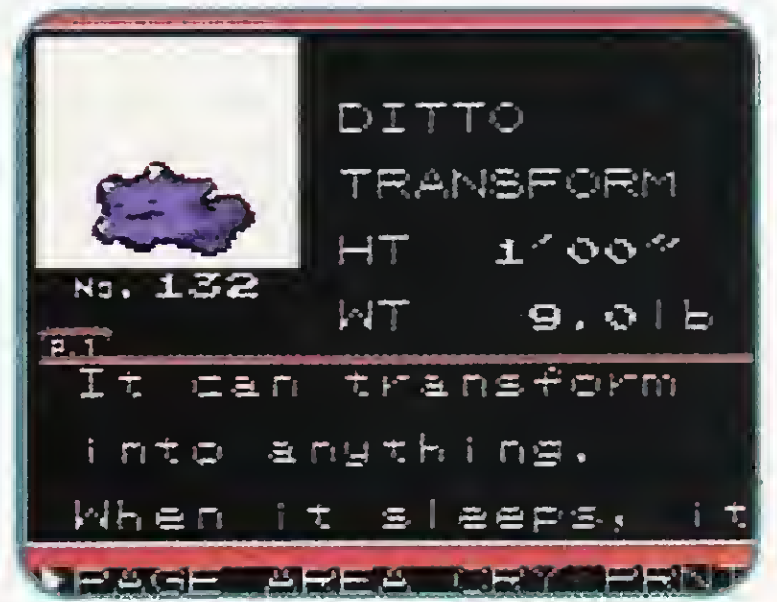 DITTO
TRANSFORM
HT 1'00"
WT 9.0lb
No. 132
P.1
It can transform
into anything.
When it sleeps, it
PAGE AREA CRY PRNT